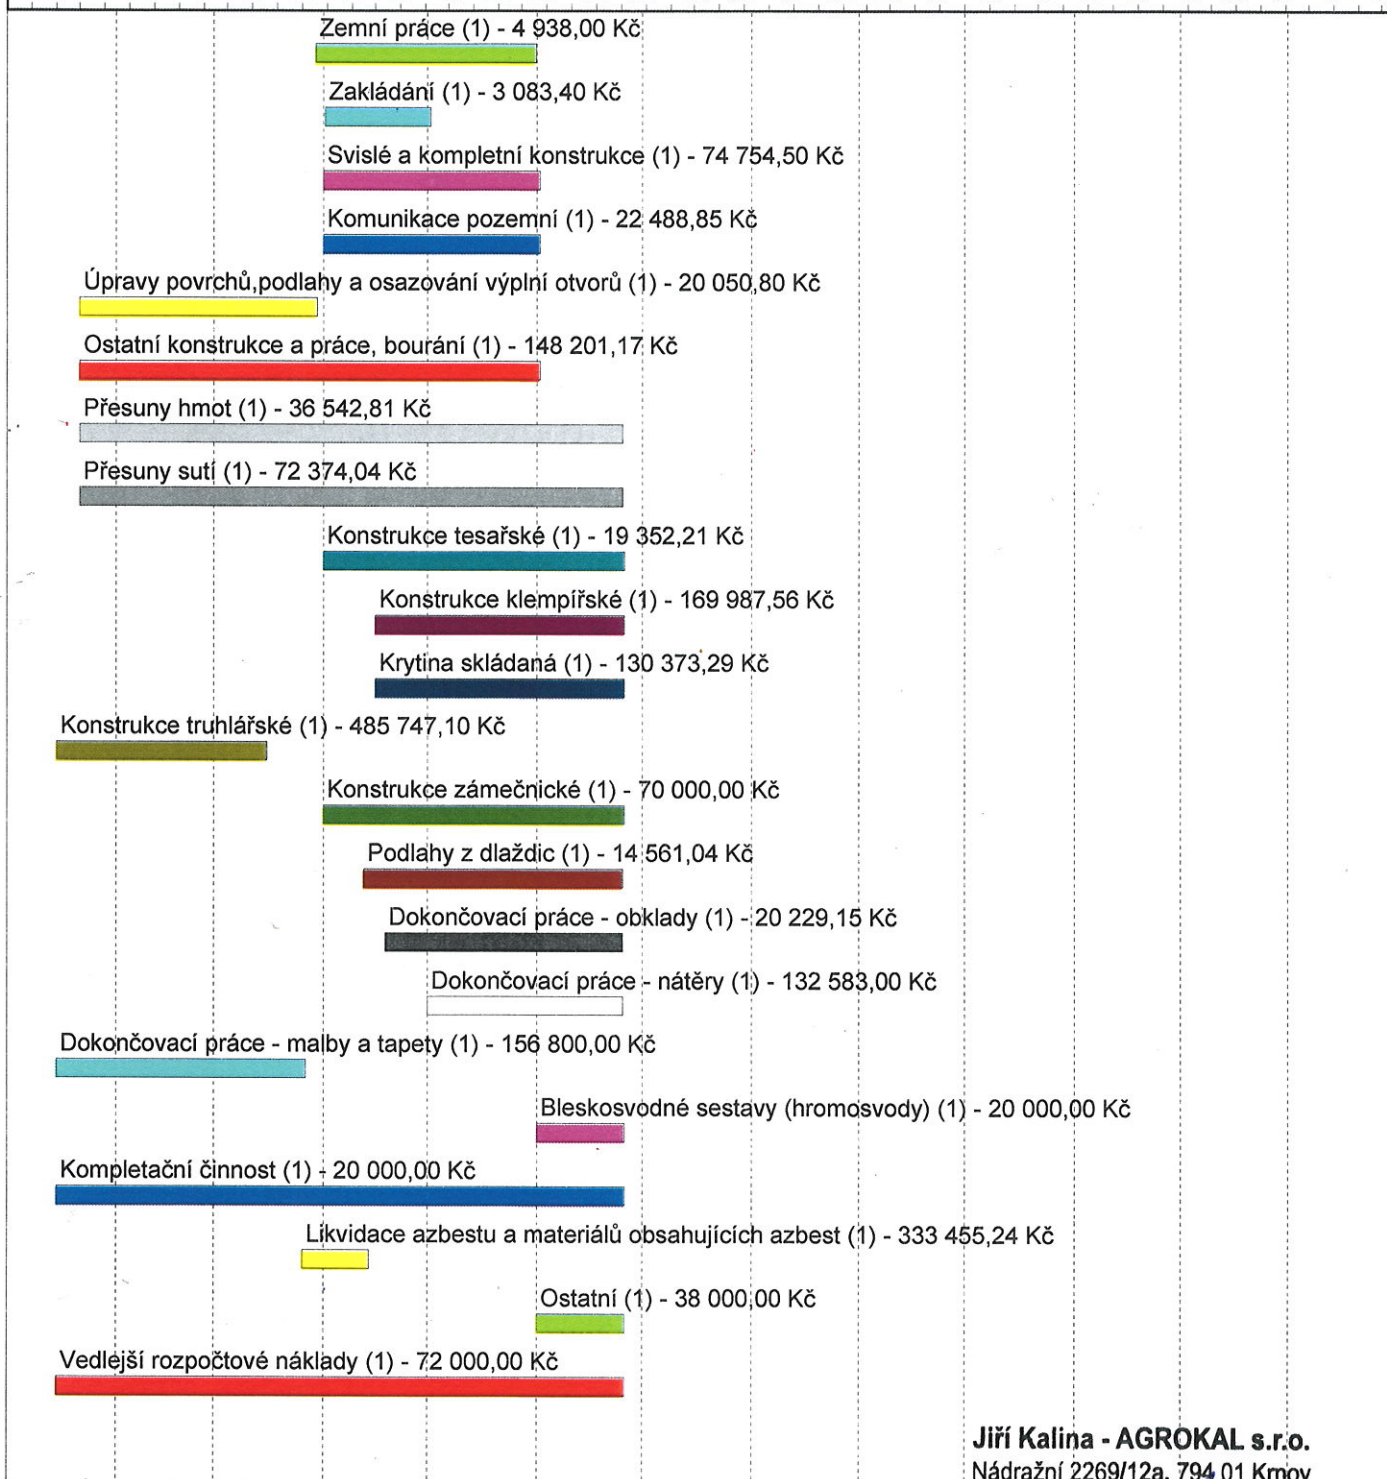 Zemní práce (1) - 4 938,00 Kč
Zakládání (1) - 3 083,40 Kč
Svislé a kompletní konstrukce (1) - 74 754,50 Kč
Komunikace pozemní (1) - 22 488,85 Kč
Úpravy povrchů,podlahy a osazování výplní otvorů (1) - 20 050,80 Kč
Ostatní konstrukce a práce, bourání (1) - 148 201,17 Kč
Přesuny hmot (1) - 36 542,81 Kč
Přesuny sutí (1) - 72 374,04 Kč
Konstrukce tesařské (1) - 19 352,21 Kč
Konstrukce klempířské (1) - 169 987,56 Kč
Krytina skládaná (1) - 130 373,29 Kč
Konstrukce truhlářské (1) - 485 747,10 Kč
Konstrukce zámečnické (1) - 70 000,00 Kč
Podlahy z dlaždic (1) - 14 561,04 Kč
Dokončovací práce - obklady (1) - 20 229,15 Kč
Dokončovací práce - nátěry (1) - 132 583,00 Kč
Dokončovací práce - malby a tapety (1) - 156 800,00 Kč
Bleskosvodné sestavy (hromosvody) (1) - 20 000,00 Kč
Kompletační činnost (1) - 20 000,00 Kč
Likvidace azbestu a materiálů obsahujících azbest (1) - 333 455,24 Kč
Ostatní (1) - 38 000,00 Kč
Vedlejší rozpočtové náklady (1) - 72 000,00 Kč
Jiří Kalina - AGROKAL s.r.o.
Nádražní 2269/12a, 794 01 Krnov